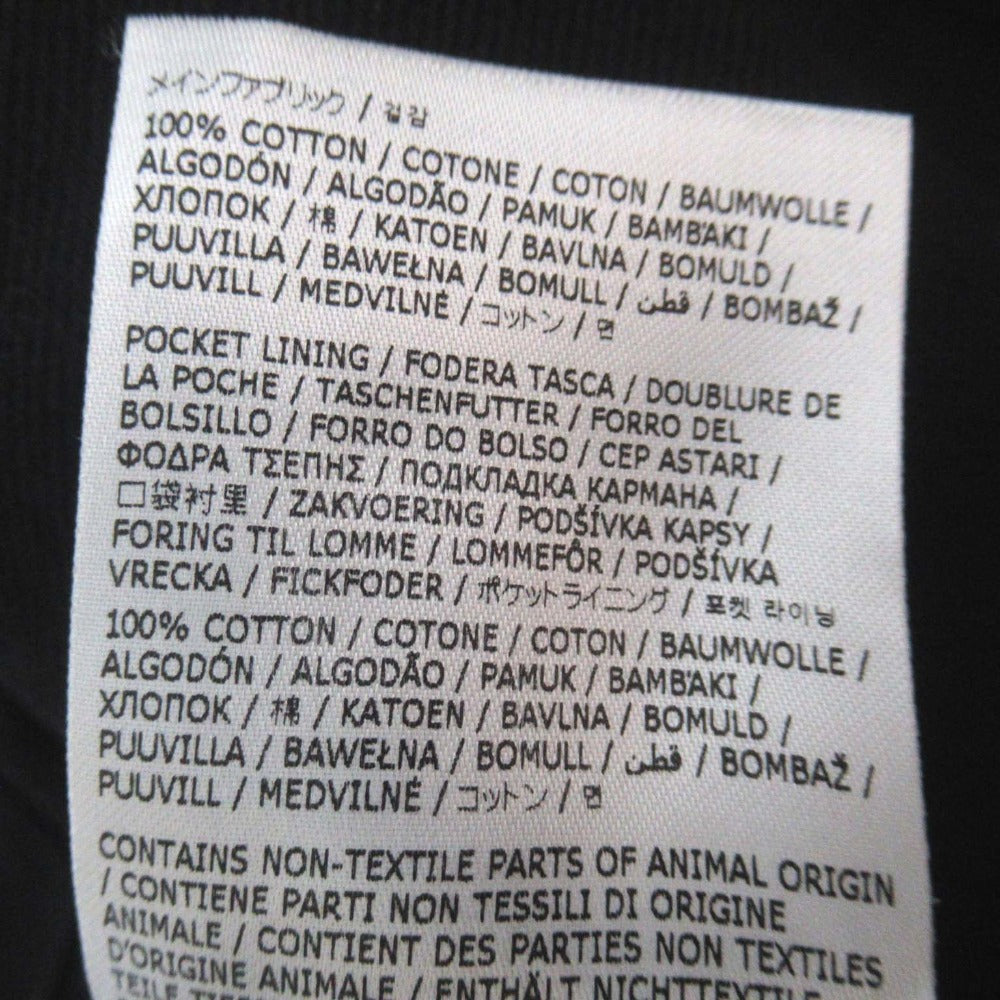 メインファブリック / 겉감
100% COTTON / COTONE / COTON / BAUMWOLLE /
ALGODÓN / ALGODÃO / PAMUK / ΒΑΜΒΆΚΙ /
ХЛОПОК / 棉 / KATOEN / BAVLNA / BOMULD /
PUUVILLA / BAWEŁNA / BOMULL / قطن / BOMBAŽ /
PUUVILL / MEDVILNĖ / コットン / 면
POCKET LINING / FODERA TASCA / DOUBLURE DE
LA POCHE / TASCHENFUTTER / FORRO DEL
BOLSILLO / FORRO DO BOLSO / CEP ASTARI /
ΦΟΔΡΑ ΤΣΕΠΗΣ / ПОДКЛАДКА КАРМАНА /
口袋衬里 / ZAKVOERING / PODŠÍVKA KAPSY /
FORING TIL LOMME / LOMMEFÔR / PODŠÍVKA
VRECKA / FICKFODER / ポケットライニング / 포켓 라이닝
100% COTTON / COTONE / COTON / BAUMWOLLE /
ALGODÓN / ALGODÃO / PAMUK / ΒΑΜΒΆΚΙ /
ХЛОПОК / 棉 / KATOEN / BAVLNA / BOMULD /
PUUVILLA / BAWEŁNA / BOMULL / قطن / BOMBAŽ /
PUUVILL / MEDVILNĖ / コットン / 면
CONTAINS NON-TEXTILE PARTS OF ANIMAL ORIGIN
/ CONTIENE PARTI NON TESSILI DI ORIGINE
ANIMALE / CONTIENT DES PARTIES NON TEXTILES
D'ORIGINE ANIMALE / ENTHÄLT NICHTTEXTILE
TEILE